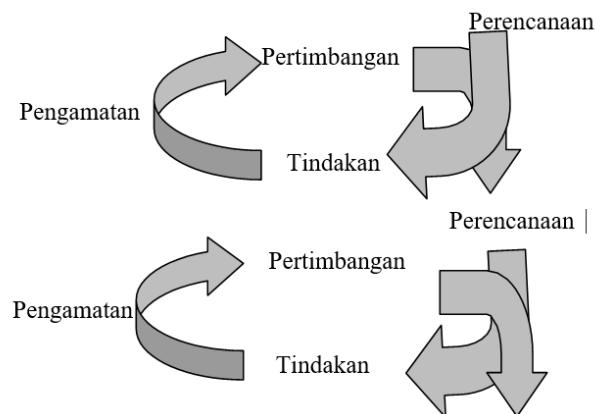 Perencanaan
Pertimbangan
Pengamatan
Tindakan
Perencanaan
Pertimbangan
Pengamatan
Tindakan